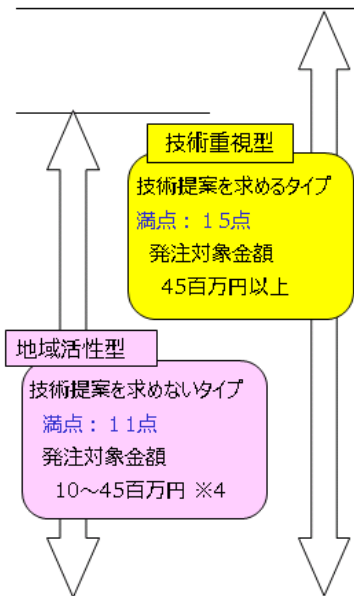 技術重視型
技術提案を求めるタイプ
満点：１５点
発注対象金額
45百万円以上
地域活性型
技術提案を求めないタイプ
満点：１１点
発注対象金額
10～45百万円 ※4